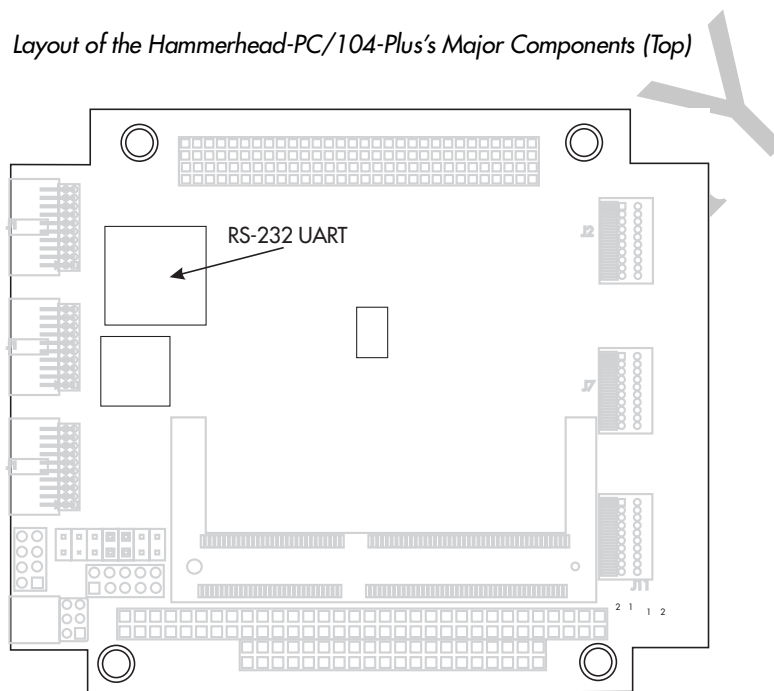 Layout of the Hammerhead-PC/104-Plus's Major Components (Top)
RS-232 UART
J2
J7
J11
2 1 1 2